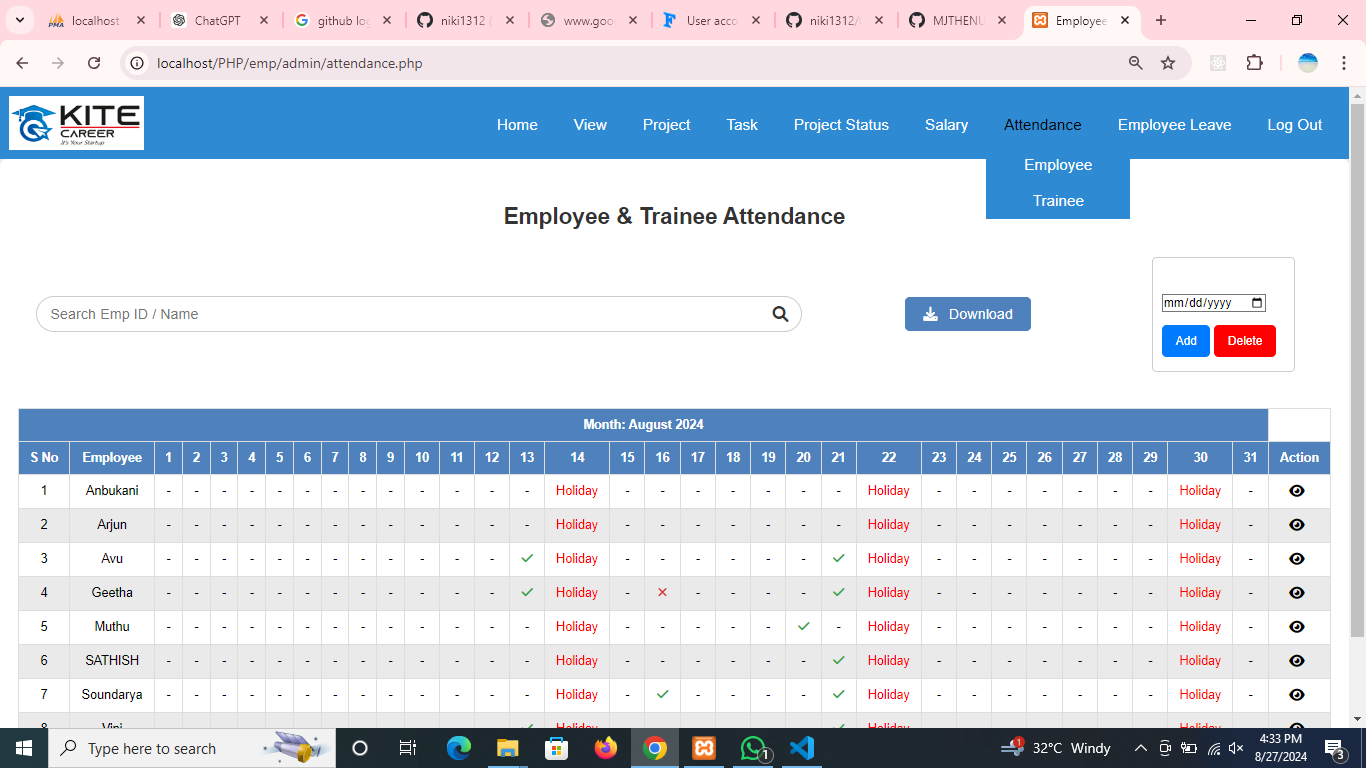 localhost
ChatGPT
github log
niki1312 (
www.goo
User acco
niki1312/
MJTHENU
Employee
localhost/PHP/emp/admin/attendance.php
KITE
CAREER
It's Your Startup
Home View Project Task Project Status Salary Attendance Employee Leave Log Out
Employee
Trainee
Employee & Trainee Attendance
Search Emp ID / Name
Download
mm/dd/yyyy
Add Delete
Month: August 2024
S No Employee 1 2 3 4 5 6 7 8 9 10 11 12 13 14 15 16 17 18 19 20 21 22 23 24 25 26 27 28 29 30 31 Action
1 Anbukani - - - - - - - - - - - - - Holiday - - - - - - - Holiday - - - - - - - Holiday -
2 Arjun - - - - - - - - - - - - - Holiday - - - - - - - Holiday - - - - - - - Holiday -
3 Avu - - - - - - - - - - - - ✓ Holiday - - - - - - ✓ Holiday - - - - - - - Holiday -
4 Geetha - - - - - - - - - - - - ✓ Holiday - ✕ - - - - ✓ Holiday - - - - - - - Holiday -
5 Muthu - - - - - - - - - - - - - Holiday - - - - - ✓ - Holiday - - - - - - - Holiday -
6 SATHISH - - - - - - - - - - - - - Holiday - - - - - - ✓ Holiday - - - - - - - Holiday -
7 Soundarya - - - - - - - - - - - - - Holiday - ✓ - - - - ✓ Holiday - - - - - - - Holiday -
8 Vini - - - - - - - - - - - - ✓ Holiday - - - - - - ✓ Holiday - - - - - - - Holiday -
Type here to search
1
1
32°C Windy
4:33 PM
8/27/2024
3